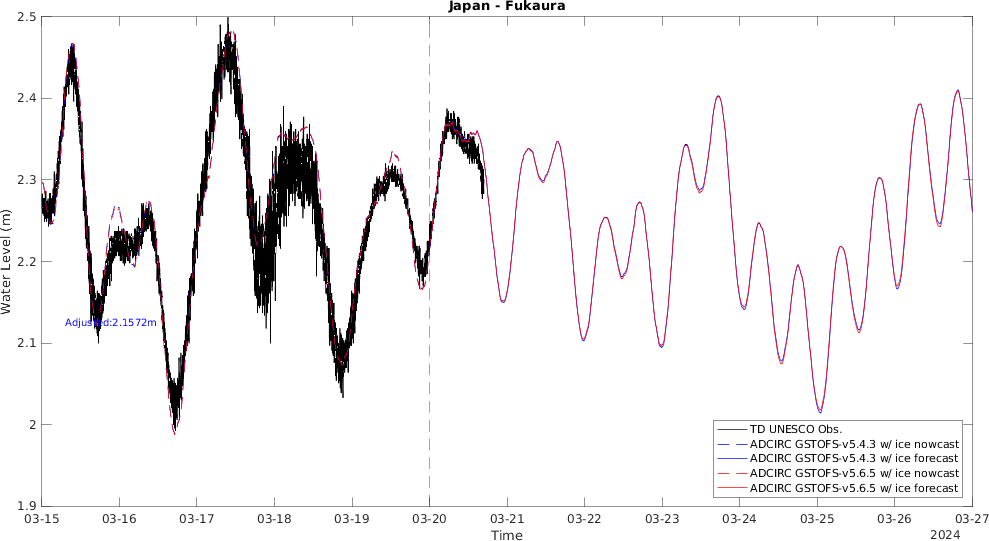 Japan - Fukaura
2.5
2.4
2.3
2.2
2.1
2
1.9
Water Level (m)
Adjusted:2.1572m
TD UNESCO Obs.
ADCIRC GSTOFS-v5.4.3 w/ ice nowcast
ADCIRC GSTOFS-v5.4.3 w/ ice forecast
ADCIRC GSTOFS-v5.6.5 w/ ice nowcast
ADCIRC GSTOFS-v5.6.5 w/ ice forecast
03-15 03-16 03-17 03-18 03-19 03-20 03-21 03-22 03-23 03-24 03-25 03-26 03-27
Time
2024